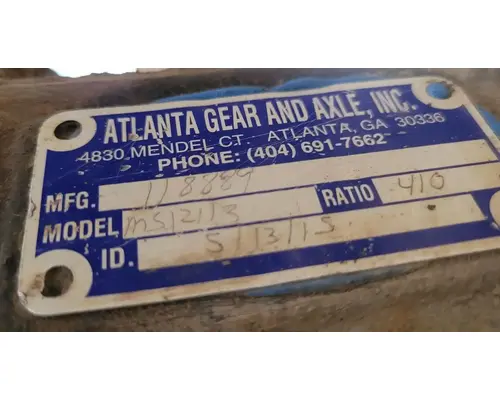 ATLANTA GEAR AND AXLE, INC.
4830 MENDEL CT. ATLANTA, GA 30336
PHONE: (404) 691-7662
MFG. 118889 RATIO 410
MODEL MS12113
ID. 5/13/15